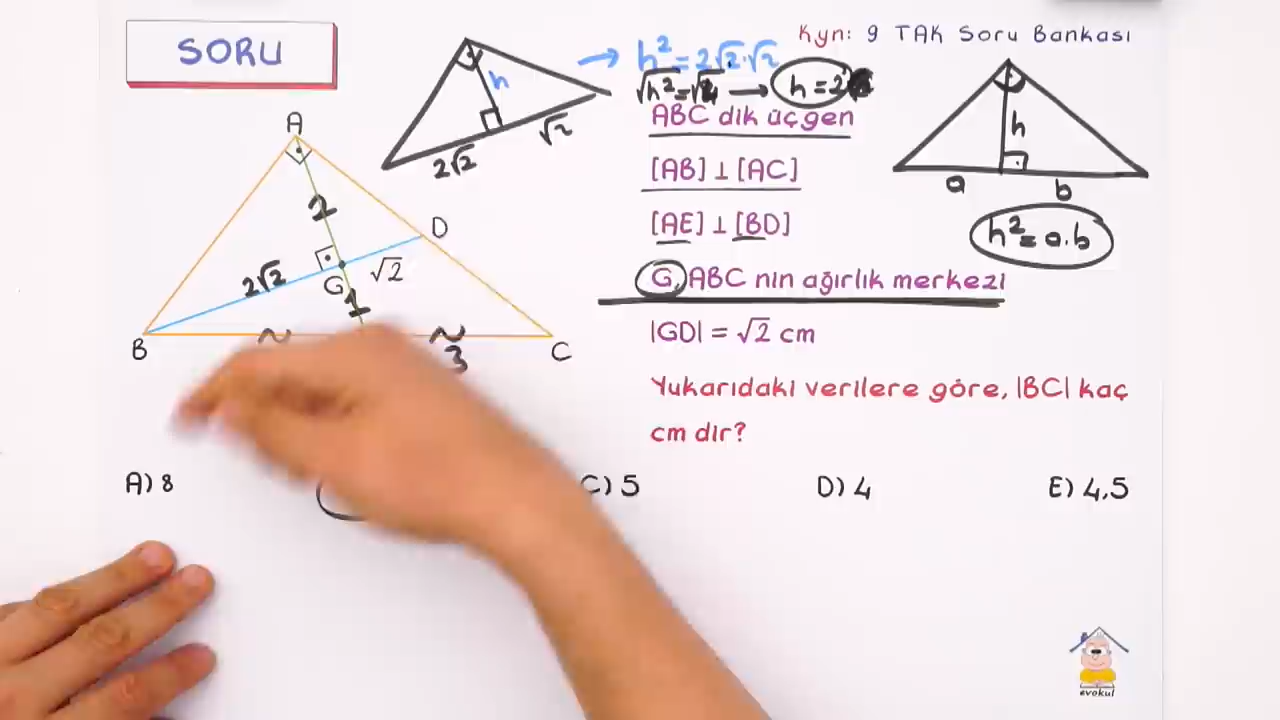 SORU
Kyn: 9 TAK Soru Bankası
h² = 2√2.√2
√h² = √4 → h = 2
ABC dik üçgen
[AB] ⊥ [AC]
[AE] ⊥ [BD]
G, ABC nin ağırlık merkezi
|GD| = √2 cm
Yukarıdaki verilere göre, |BC| kaç
cm dir?
h
2√2
√2
h
a
b
h² = a.b
A
2
D
2√2
G
√2
1
B
3
C
A) 8
C) 5
D) 4
E) 4,5
evokul